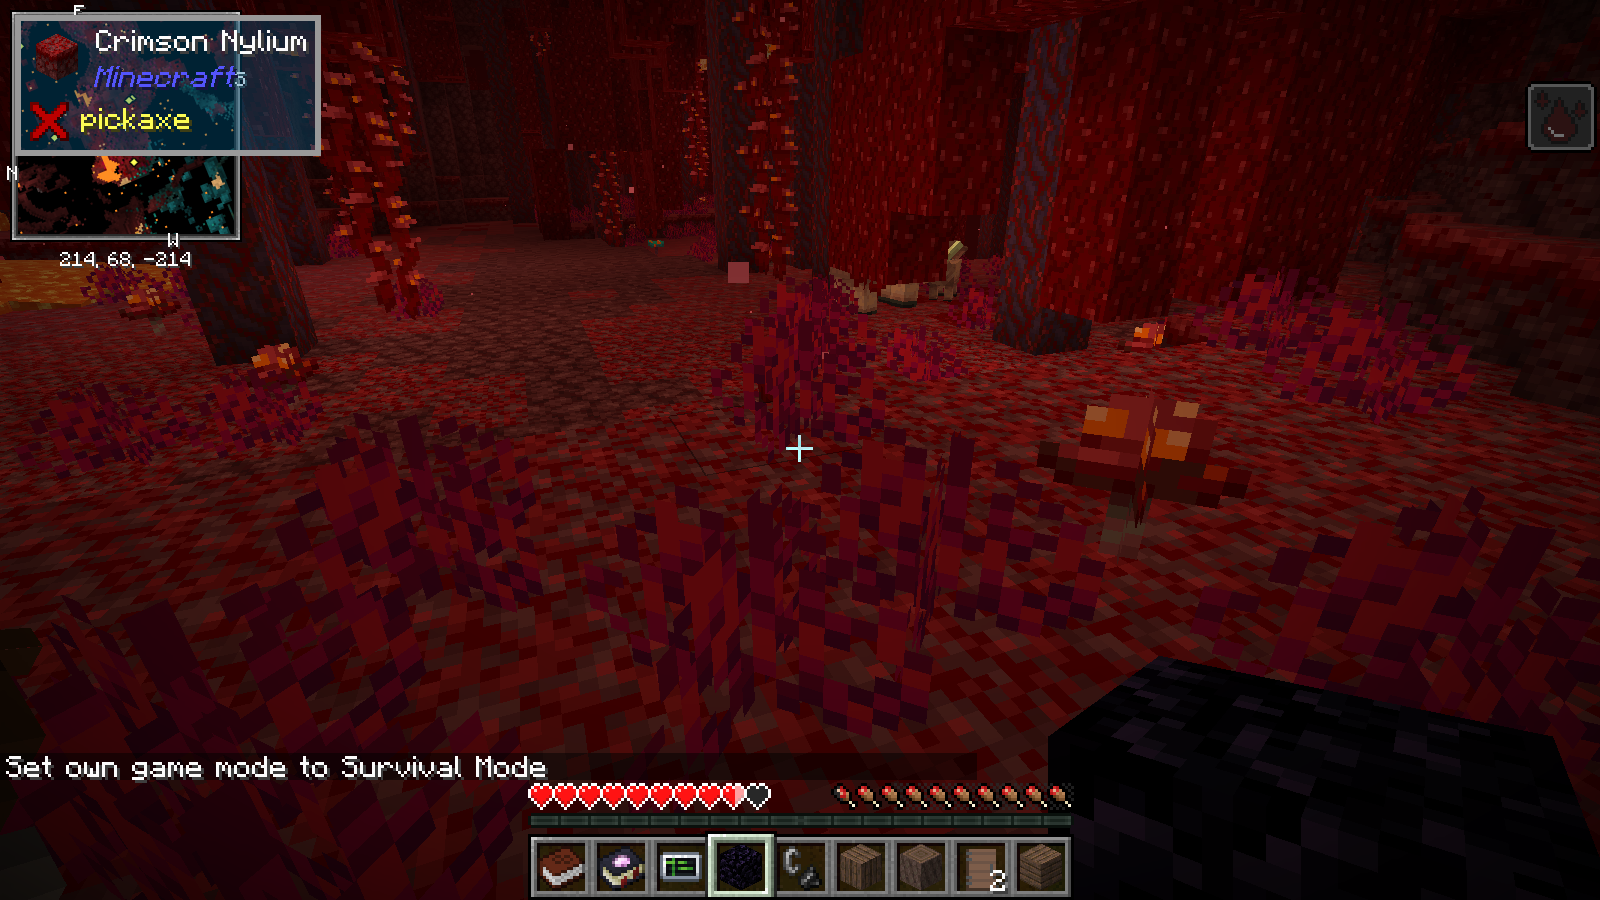 F
Crimson Nylium
Minecraft
pickaxe
N
W
214, 68, -214
Set own game mode to Survival Mode
2